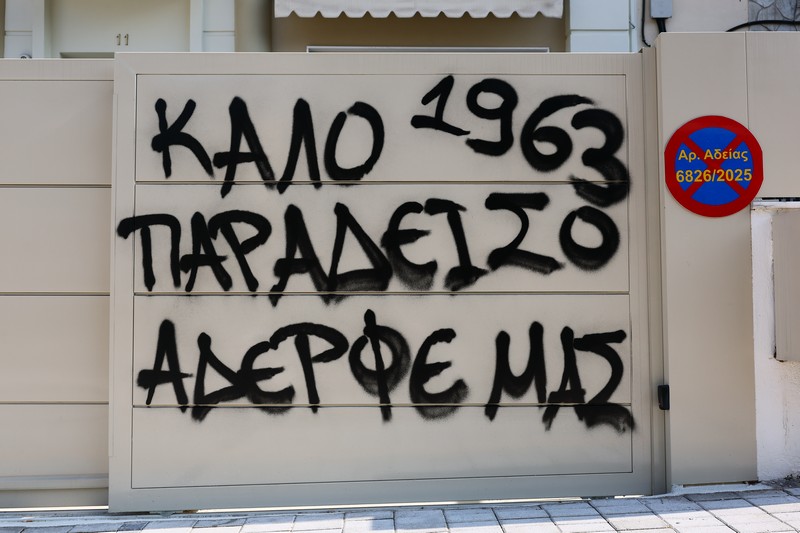 11
ΚΑΛΟ 1963
ΠΑΡΑΔΕΙΣΟ
ΑΔΕΡΦΕ ΜΑΣ
Αρ. Αδείας
6826/2025